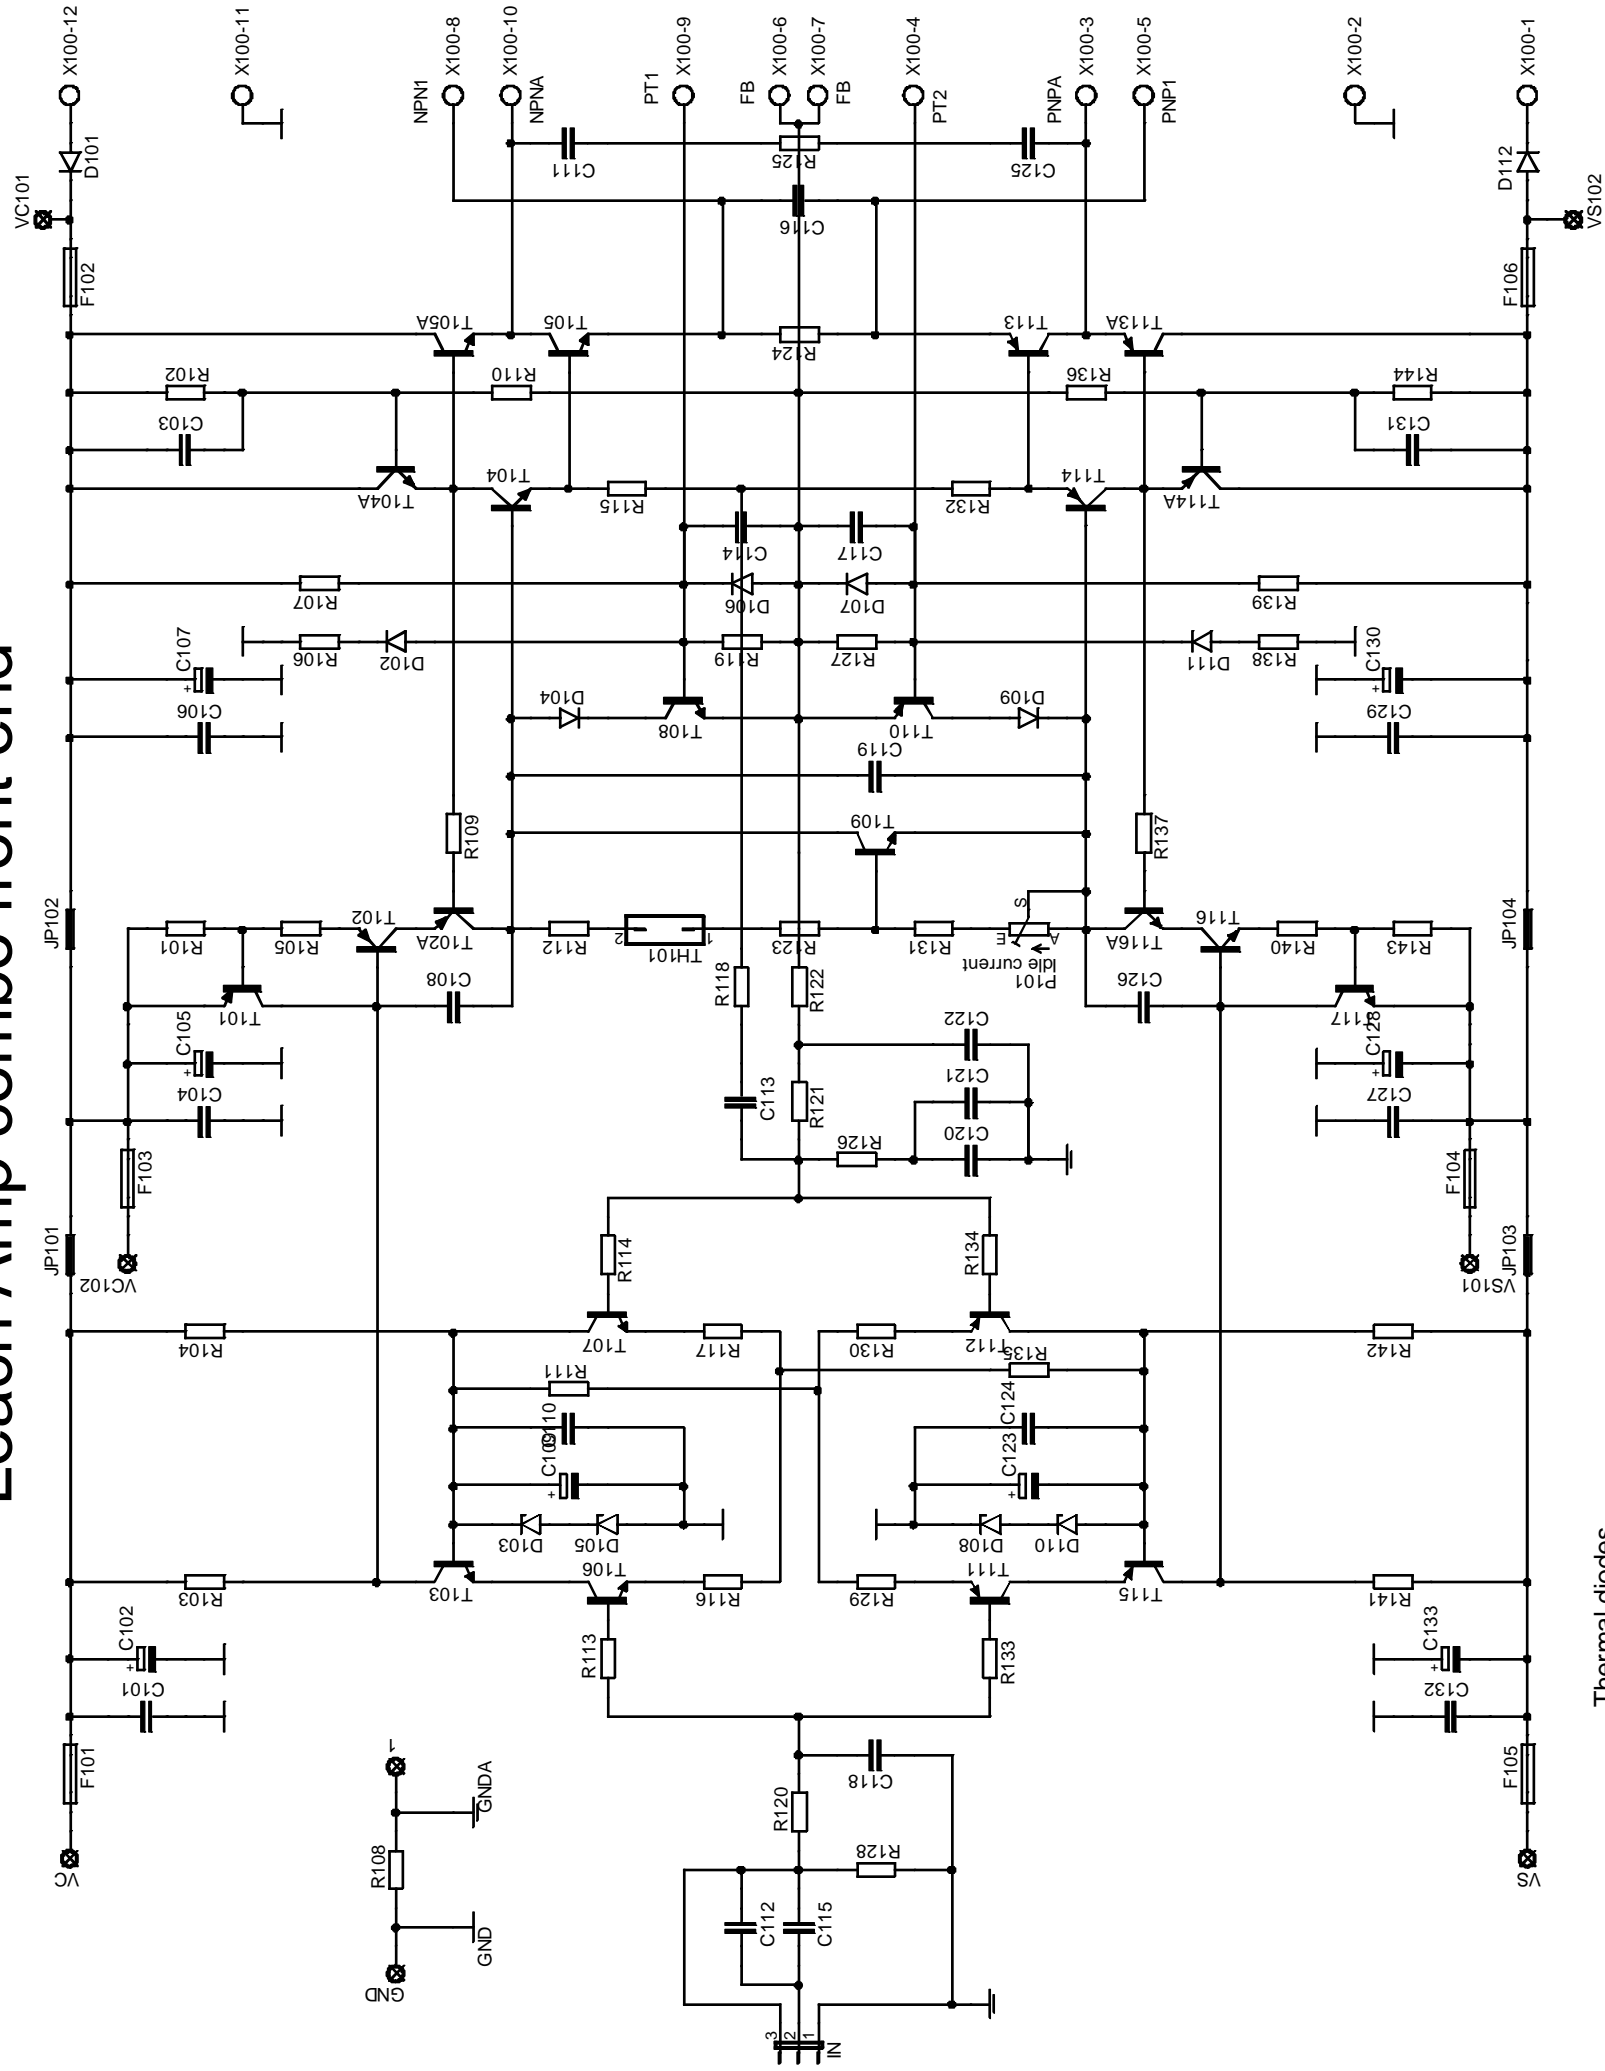 Leach Amp combo front end
X100-12
X100-11
X100-8
X100-10
X100-9
X100-6
X100-7
X100-4
X100-3
X100-5
X100-2
X100-1
NPN1
NPNA
PT1
FB
FB
PT2
PNPA
PNP1
VC101
D101
D112
VS102
C111
R125
C125
C116
F102
F106
T105A
T105
R124
T113
T113A
R102
R110
R136
R144
C103
C131
T104A
T104
R115
R132
T114
T114A
C114
C117
R107
D106
D107
R139
C107
R106
D102
R119
R127
D111
R138
C130
C106
D104
T108
T110
D109
C129
C119
T109
R109
R137
JP102
JP104
R101
R105
T102
T102A
R112
2
TH101
1
R123
R131
S
E
A
P101
Idle current
T116A
T116
R140
R143
T101
C108
R118
R122
C126
T117
C105
C122
C128
C104
C113
R121
C121
C127
F103
R126
C120
F104
JP101
VC102
R114
R134
VS101
JP103
R104
T107
R117
R130
T112
R135
R142
R111
C110
C109
C124
C123
D103
D105
D108
D110
R103
T103
T106
R116
R129
T111
T115
R141
C102
C101
R113
R133
C133
C132
F101
1
GNDA
R108
GND
GND
R120
C118
R128
C112
C115
F105
VC
VS
3
2
1
IN
Thermal diodes